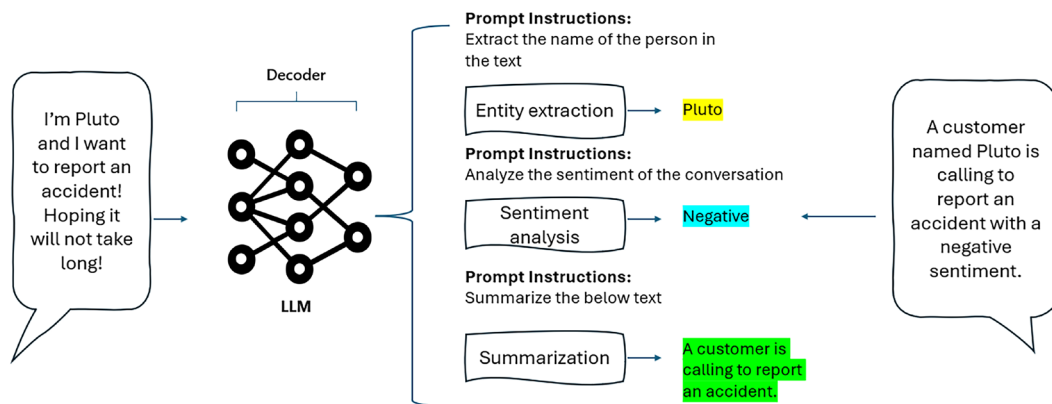 I'm Pluto
and I want
to report an
accident!
Hoping it
will not take
long!
Decoder
LLM
Prompt Instructions:
Extract the name of the person in
the text
Entity extraction
Pluto
Prompt Instructions:
Analyze the sentiment of the conversation
Sentiment
analysis
Negative
Prompt Instructions:
Summarize the below text
Summarization
A customer is
calling to report
an accident.
A customer
named Pluto is
calling to
report an
accident with a
negative
sentiment.